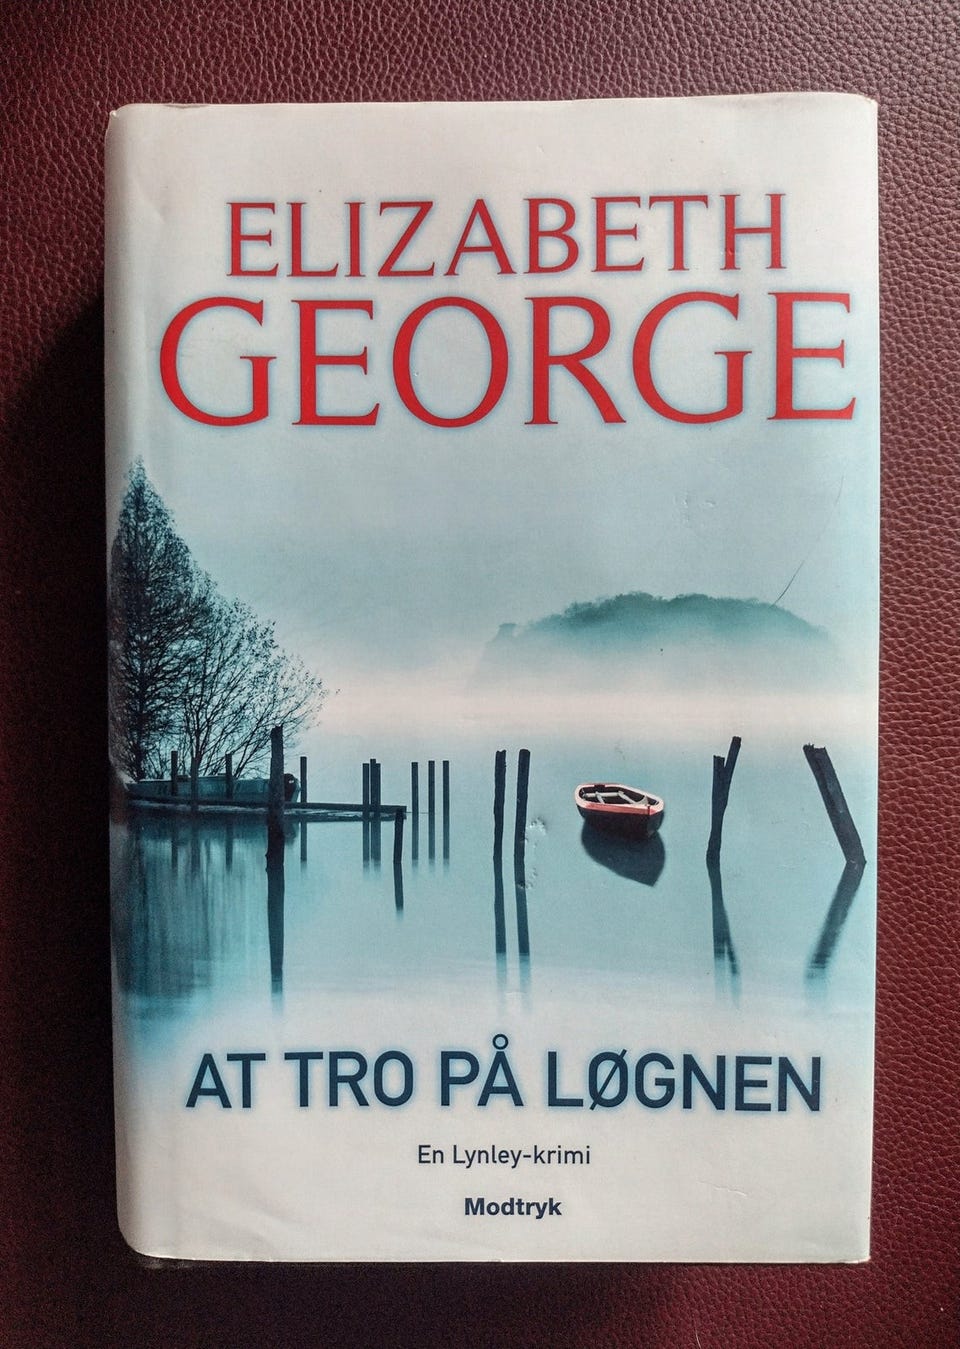 ELIZABETH
GEORGE
AT TRO PÅ LØGNEN
En Lynley-krimi
Modtryk